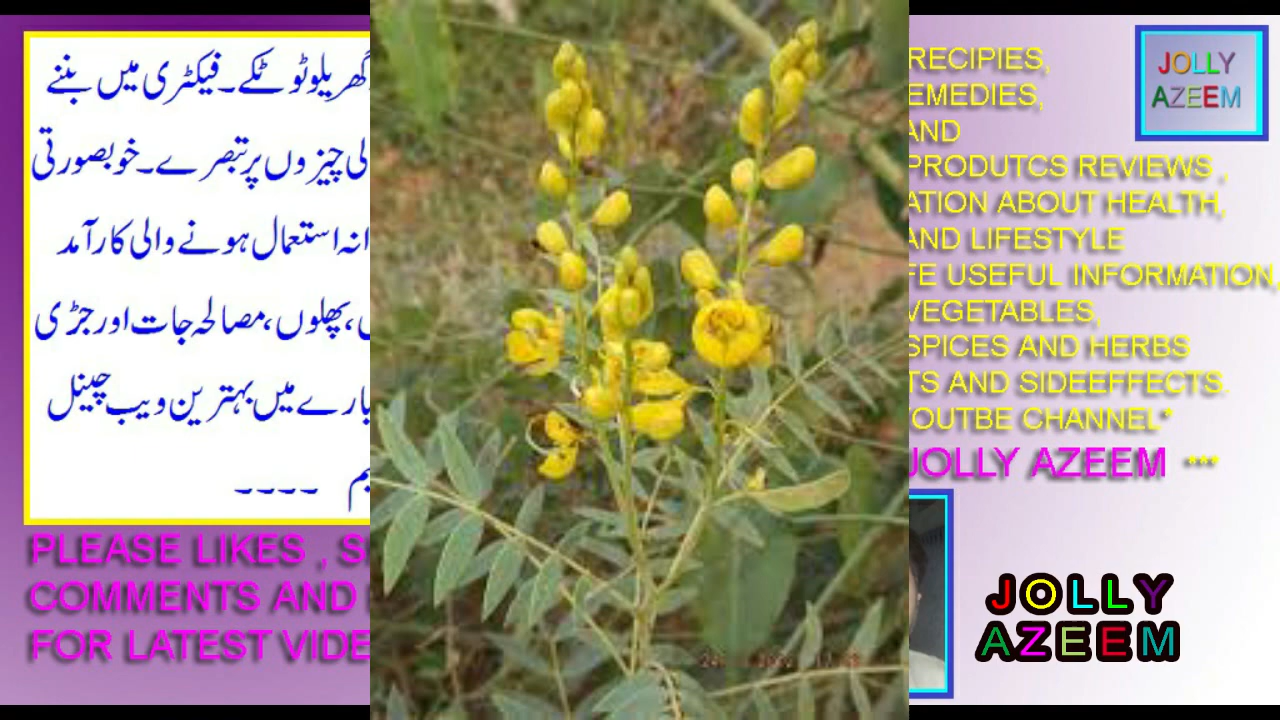 گھریلو ٹوٹکے۔ فیکٹری میں بننے
چیزوں پر تبصرے۔ خوبصورتی
استعمال ہونے والی کارآمد
پھلوں، مصالحہ جات اور جڑی
بارے میں بہترین ویب چینل
----
PLEASE LIKES , S
COMMENTS AND
FOR LATEST VIDE
RECIPIES,
EMEDIES,
AND
PRODUTCS REVIEWS ,
ATION ABOUT HEALTH,
AND LIFESTYLE
FE USEFUL INFORMATION,
VEGETABLES,
SPICES AND HERBS
TS AND SIDEEFFECTS.
OUTBE CHANNEL*
JOLLY AZEEM ***
JOLLY
AZEEM
JOLLY
AZEEM